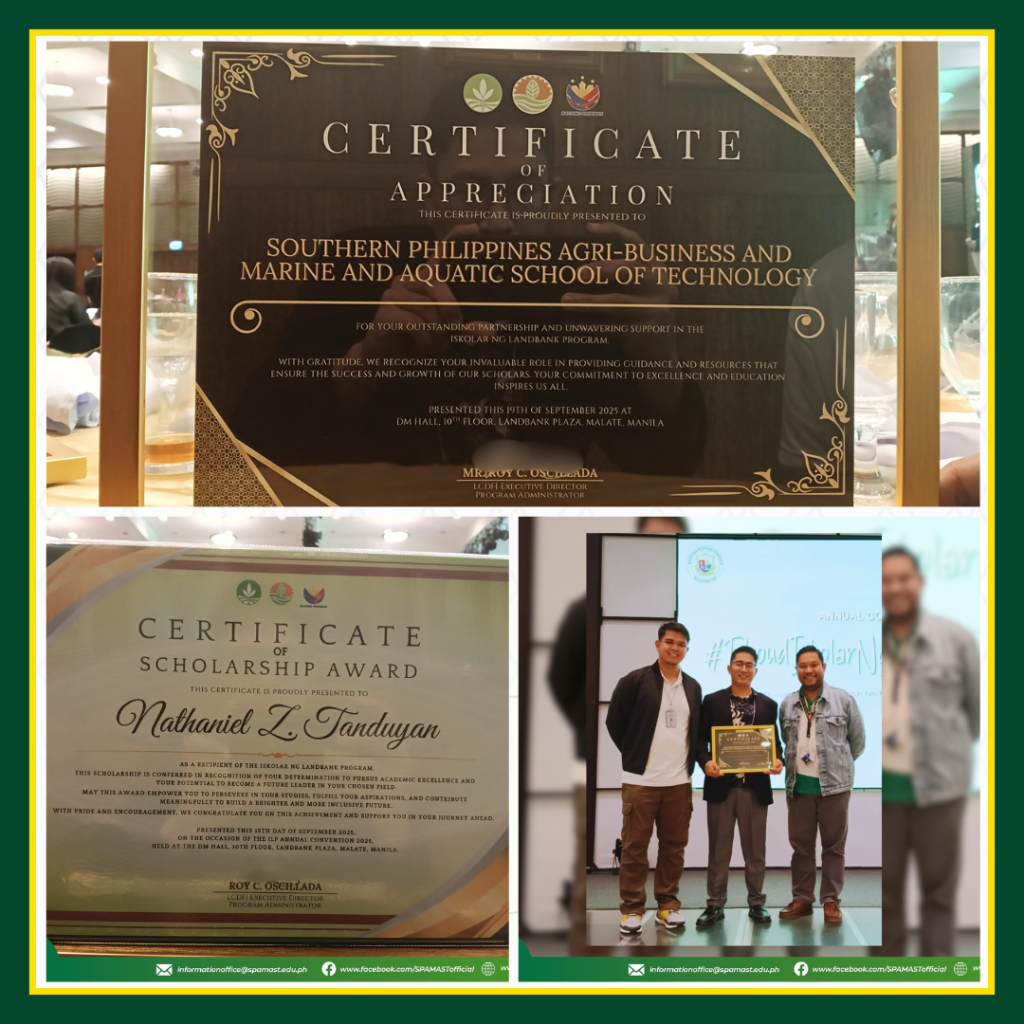 CERTIFICATE
OF
APPRECIATION
THIS CERTIFICATE IS PROUDLY PRESENTED TO
SOUTHERN PHILIPPINES AGRI-BUSINESS AND
MARINE AND AQUATIC SCHOOL OF TECHNOLOGY
FOR YOUR OUTSTANDING PARTNERSHIP AND UNWAVERING SUPPORT IN THE
ISKOLAR NG LANDBANK PROGRAM.
WITH GRATITUDE, WE RECOGNIZE YOUR INVALUABLE ROLE IN PROVIDING GUIDANCE AND RESOURCES THAT
ENSURE THE SUCCESS AND GROWTH OF OUR SCHOLARS. YOUR COMMITMENT TO EXCELLENCE AND EDUCATION
INSPIRES US ALL.
PRESENTED THIS 19TH OF SEPTEMBER 2025 AT
DM HALL, 10TH FLOOR, LANDBANK PLAZA, MALATE, MANILA
MR. ROY C. OSCILLADA
LCDFI EXECUTIVE DIRECTOR
PROGRAM ADMINISTRATOR
CERTIFICATE
OF
SCHOLARSHIP AWARD
THIS CERTIFICATE IS PROUDLY PRESENTED TO
Nathaniel Z. Tanduyan
AS A RECIPIENT OF THE ISKOLAR NG LANDBANK PROGRAM.
THIS SCHOLARSHIP IS CONFERRED IN RECOGNITION OF YOUR DETERMINATION TO PURSUE ACADEMIC EXCELLENCE AND
YOUR POTENTIAL TO BECOME A FUTURE LEADER IN YOUR CHOSEN FIELD.
MAY THIS AWARD EMPOWER YOU TO PERSEVERE IN YOUR STUDIES, FULFILL YOUR ASPIRATIONS, AND CONTRIBUTE
MEANINGFULLY TO BUILD A BRIGHTER AND MORE INCLUSIVE FUTURE.
WITH PRIDE AND ENCOURAGEMENT, WE CONGRATULATE YOU ON THIS ACHIEVEMENT AND SUPPORT YOU IN YOUR JOURNEY AHEAD.
PRESENTED THIS 19TH DAY OF SEPTEMBER 2025,
ON THE OCCASION OF THE ILP ANNUAL CONVENTION 2025,
HELD AT THE DM HALL, 10TH FLOOR, LANDBANK PLAZA, MALATE, MANILA.
ROY C. OSCILLADA
LCDFI EXECUTIVE DIRECTOR
PROGRAM ADMINISTRATOR
ANNUAL CO
CERTIFICATE
informationoffice@spamast.edu.ph
www.facebook.com/SPAMASTofficial
w
informationoffice@spamast.edu.ph
www.facebook.com/SPAMASTofficial